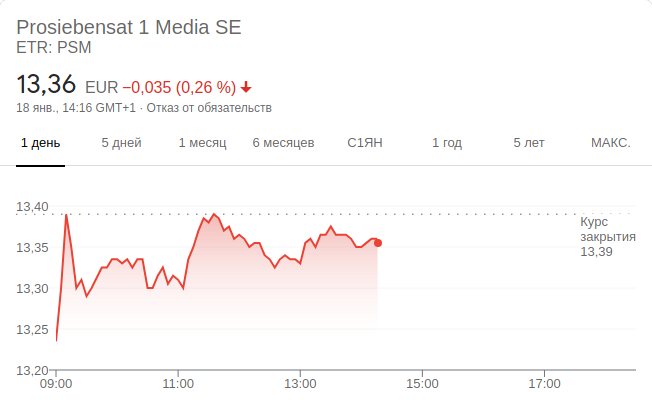 Prosiebensat 1 Media SE
ETR: PSM
13,36 EUR −0,035 (0,26 %)
18 янв., 14:16 GMT+1 · Отказ от обязательств
1 день 5 дней 1 месяц 6 месяцев С1ЯН 1 год 5 лет МАКС.
13,40
Курс
закрытия
13,39
13,35
13,30
13,25
13,20
09:00 11:00 13:00 15:00 17:00